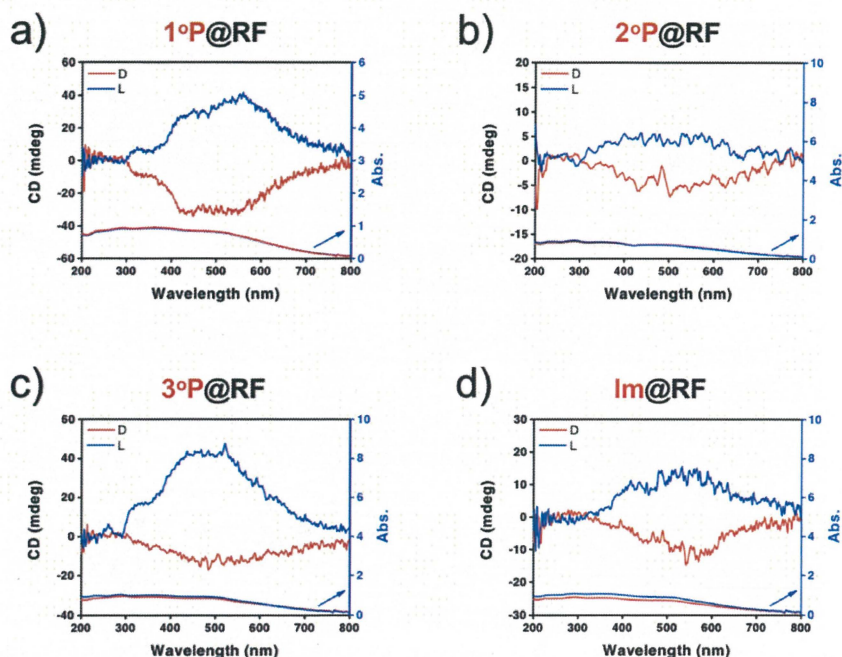 a) 1°P@RF
60
40
20
0
-20
-40
-60
CD (mdeg)
D
L
6
5
4
3
2
1
0
Abs.
200 300 400 500 600 700 800
Wavelength (nm)
b) 2°P@RF
20
15
10
5
0
-5
-10
-15
-20
CD (mdeg)
D
L
10
8
6
4
2
0
Abs.
200 300 400 500 600 700 800
Wavelength (nm)
c) 3°P@RF
60
40
20
0
-20
-40
CD (mdeg)
D
L
10
8
6
4
2
0
Abs.
200 300 400 500 600 700 800
Wavelength (nm)
d) Im@RF
30
20
10
0
-10
-20
-30
CD (mdeg)
D
L
10
8
6
4
2
0
Abs.
200 300 400 500 600 700 800
Wavelength (nm)